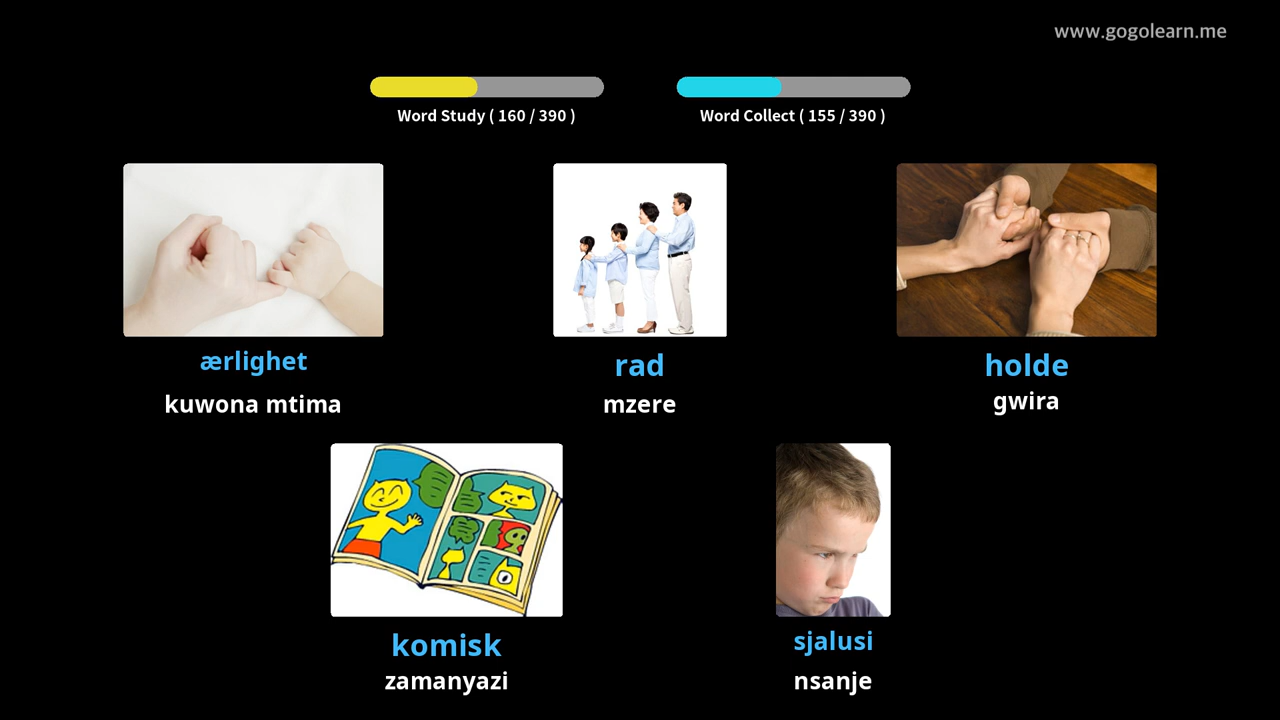 www.gogolearn.me
Word Study ( 160 / 390 )
Word Collect ( 155 / 390 )
ærlighet
kuwona mtima
rad
mzere
holde
gwira
komisk
zamanyazi
sjalusi
nsanje